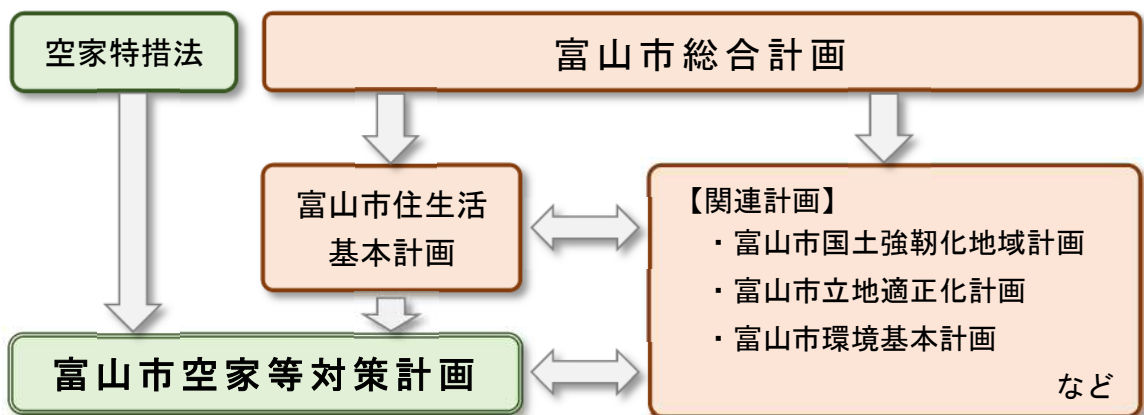 空家特措法
富山市総合計画
富山市住生活
基本計画
【関連計画】
・富山市国土強靭化地域計画
・富山市立地適正化計画
・富山市環境基本計画
など
富山市空家等対策計画